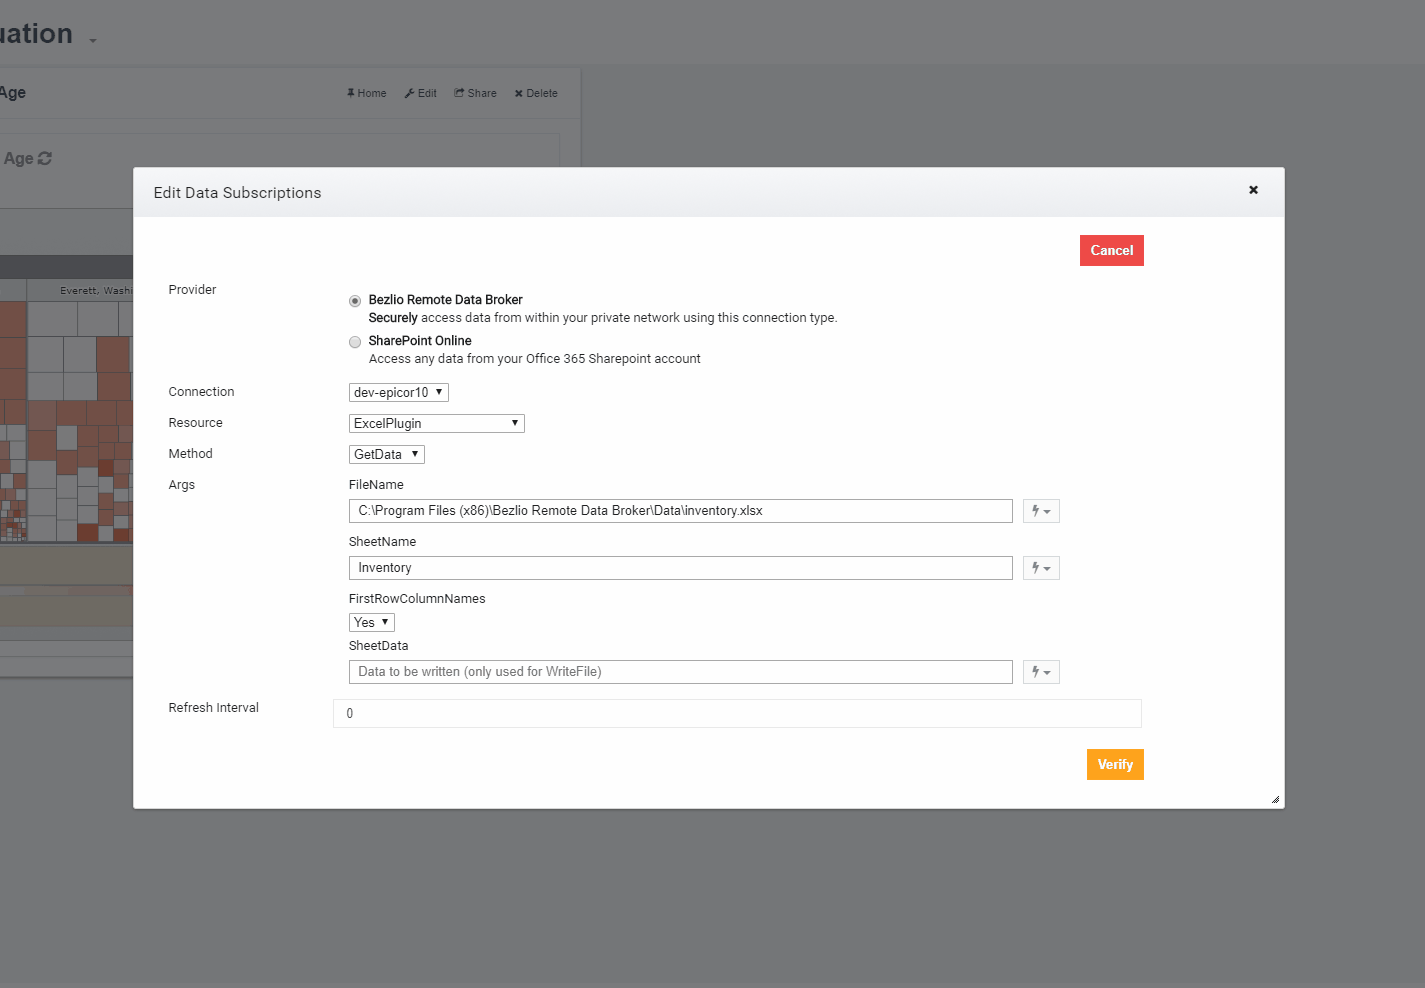 uation
Age
Home Edit Share Delete
Age
Everett, Washi
Edit Data Subscriptions
Cancel
Provider
Bezlio Remote Data Broker
Securely access data from within your private network using this connection type.
SharePoint Online
Access any data from your Office 365 Sharepoint account
Connection dev-epicor10
Resource ExcelPlugin
Method GetData
Args FileName
C:\Program Files (x86)\Bezlio Remote Data Broker\Data\inventory.xlsx
SheetName
Inventory
FirstRowColumnNames
Yes
SheetData
Data to be written (only used for WriteFile)
Refresh Interval 0
Verify